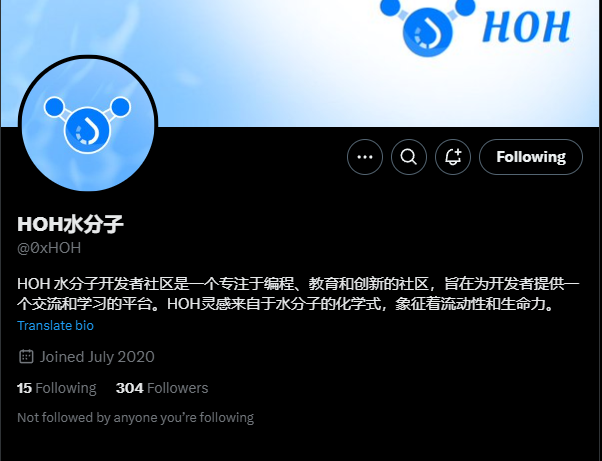 HOH
Following
HOH水分子
@0xHOH
HOH 水分子开发者社区是一个专注于编程、教育和创新的社区，旨在为开发者提供一
个交流和学习的平台。HOH灵感来自于水分子的化学式，象征着流动性和生命力。
Translate bio
Joined July 2020
15 Following 304 Followers
Not followed by anyone you’re following